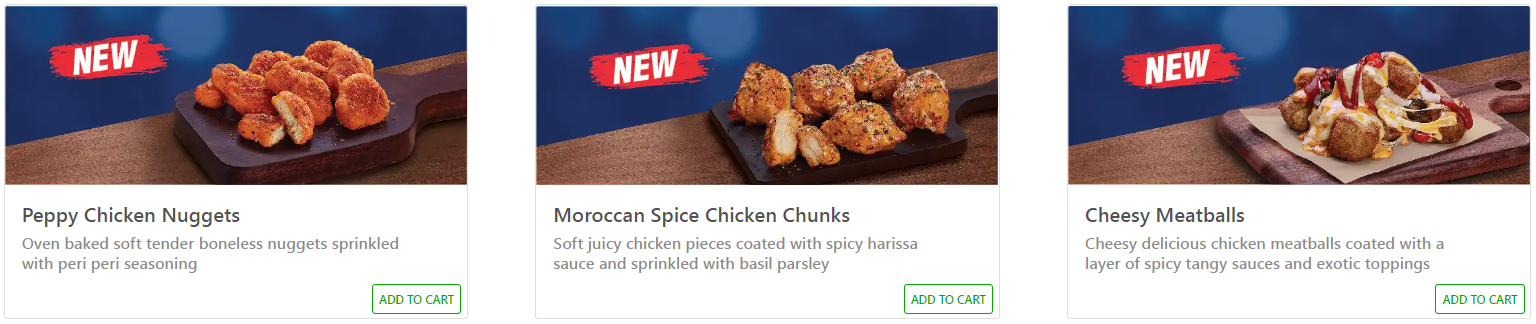 NEW
Peppy Chicken Nuggets
Oven baked soft tender boneless nuggets sprinkled
with peri peri seasoning
ADD TO CART
NEW
Moroccan Spice Chicken Chunks
Soft juicy chicken pieces coated with spicy harissa
sauce and sprinkled with basil parsley
ADD TO CART
NEW
Cheesy Meatballs
Cheesy delicious chicken meatballs coated with a
layer of spicy tangy sauces and exotic toppings
ADD TO CART